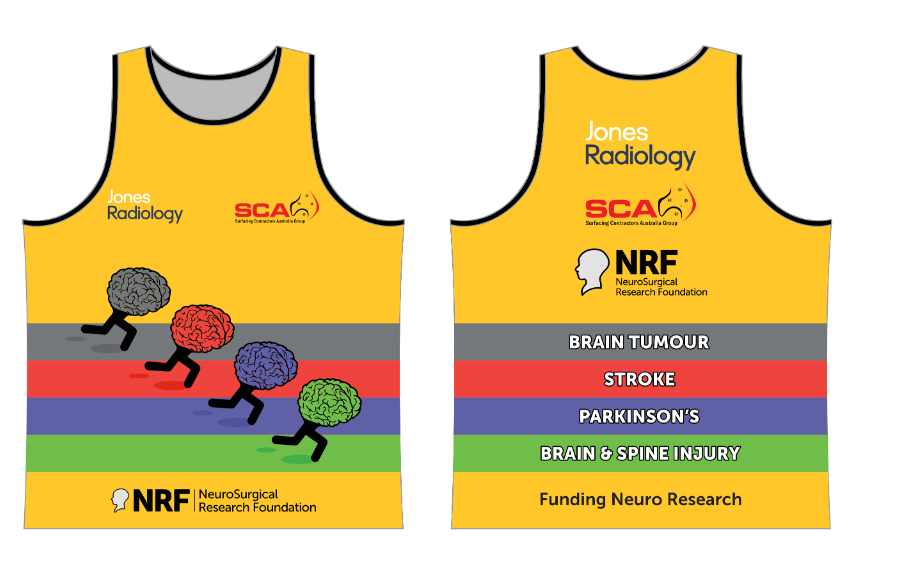 Jones
Radiology
SCA
Surfacing Contractors Australia Group
NRF
NeuroSurgical
Research Foundation
Jones
Radiology
SCA
Surfacing Contractors Australia Group
NRF
NeuroSurgical
Research Foundation
BRAIN TUMOUR
STROKE
PARKINSON'S
BRAIN & SPINE INJURY
Funding Neuro Research